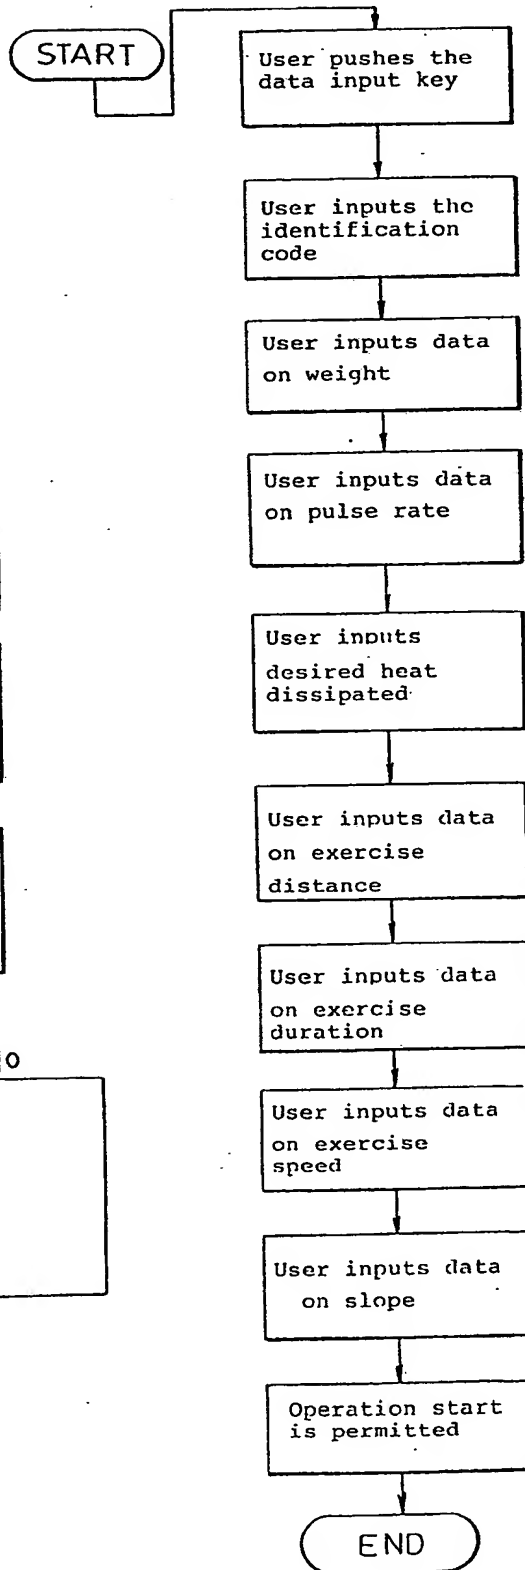 START
User pushes the
data input key
User inputs the
identification
code
User inputs data
on weight
User inputs data
on pulse rate
User inputs
desired heat
dissipated
User inputs data
on exercise
distance
User inputs data
on exercise
duration
User inputs data
on exercise
speed
User inputs data
on slope
Operation start
is permitted
END